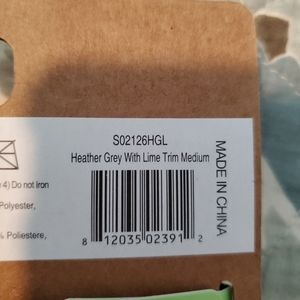 S02126HGL
Heather Grey With Lime Trim Medium
MADE IN CHINA
4) Do not iron
Polyester,
% Poliestere,
8 12035 02391 2